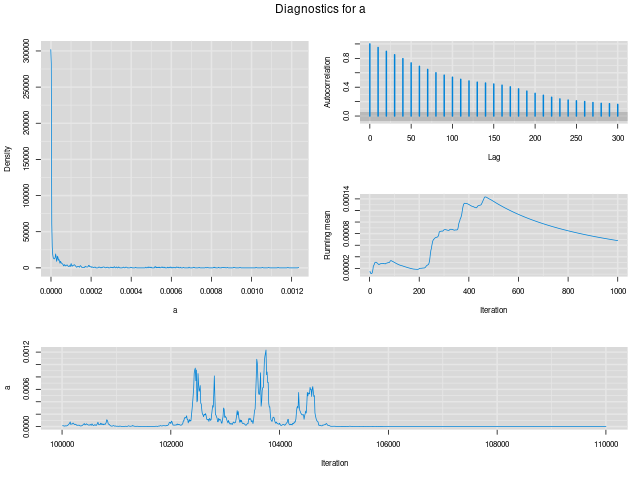 Diagnostics for a
Density
0 50000 100000 150000 200000 250000 300000
0.0000 0.0002 0.0004 0.0006 0.0008 0.0010 0.0012
a
Autocorrelation
0.0 0.4 0.8
0 50 100 150 200 250 300
Lag
Running mean
0.00002 0.00008 0.00014
0 200 400 600 800 1000
Iteration
a
0.0000 0.0006 0.0012
100000 102000 104000 106000 108000 110000
Iteration